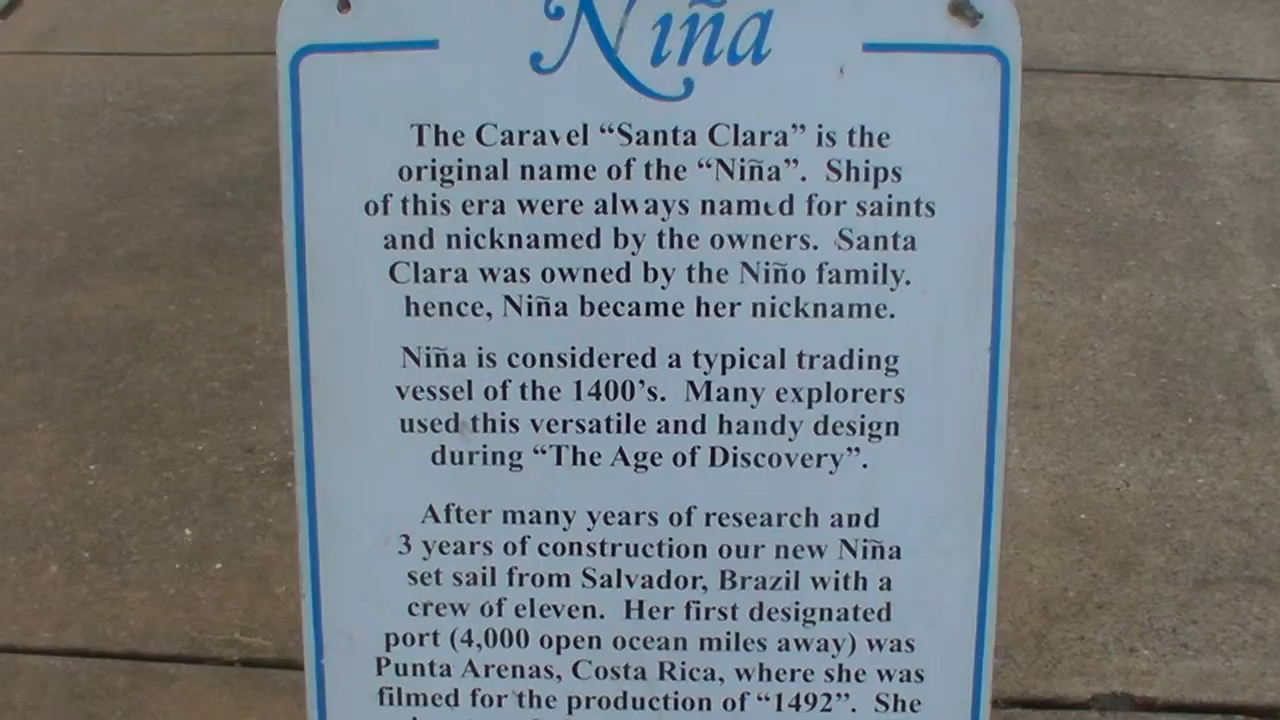 Niña
The Caravel “Santa Clara” is the
original name of the “Niña”. Ships
of this era were always named for saints
and nicknamed by the owners. Santa
Clara was owned by the Niño family.
hence, Niña became her nickname.
Niña is considered a typical trading
vessel of the 1400’s. Many explorers
used this versatile and handy design
during “The Age of Discovery”.
After many years of research and
3 years of construction our new Niña
set sail from Salvador, Brazil with a
crew of eleven. Her first designated
port (4,000 open ocean miles away) was
Punta Arenas, Costa Rica, where she was
filmed for the production of “1492”. She